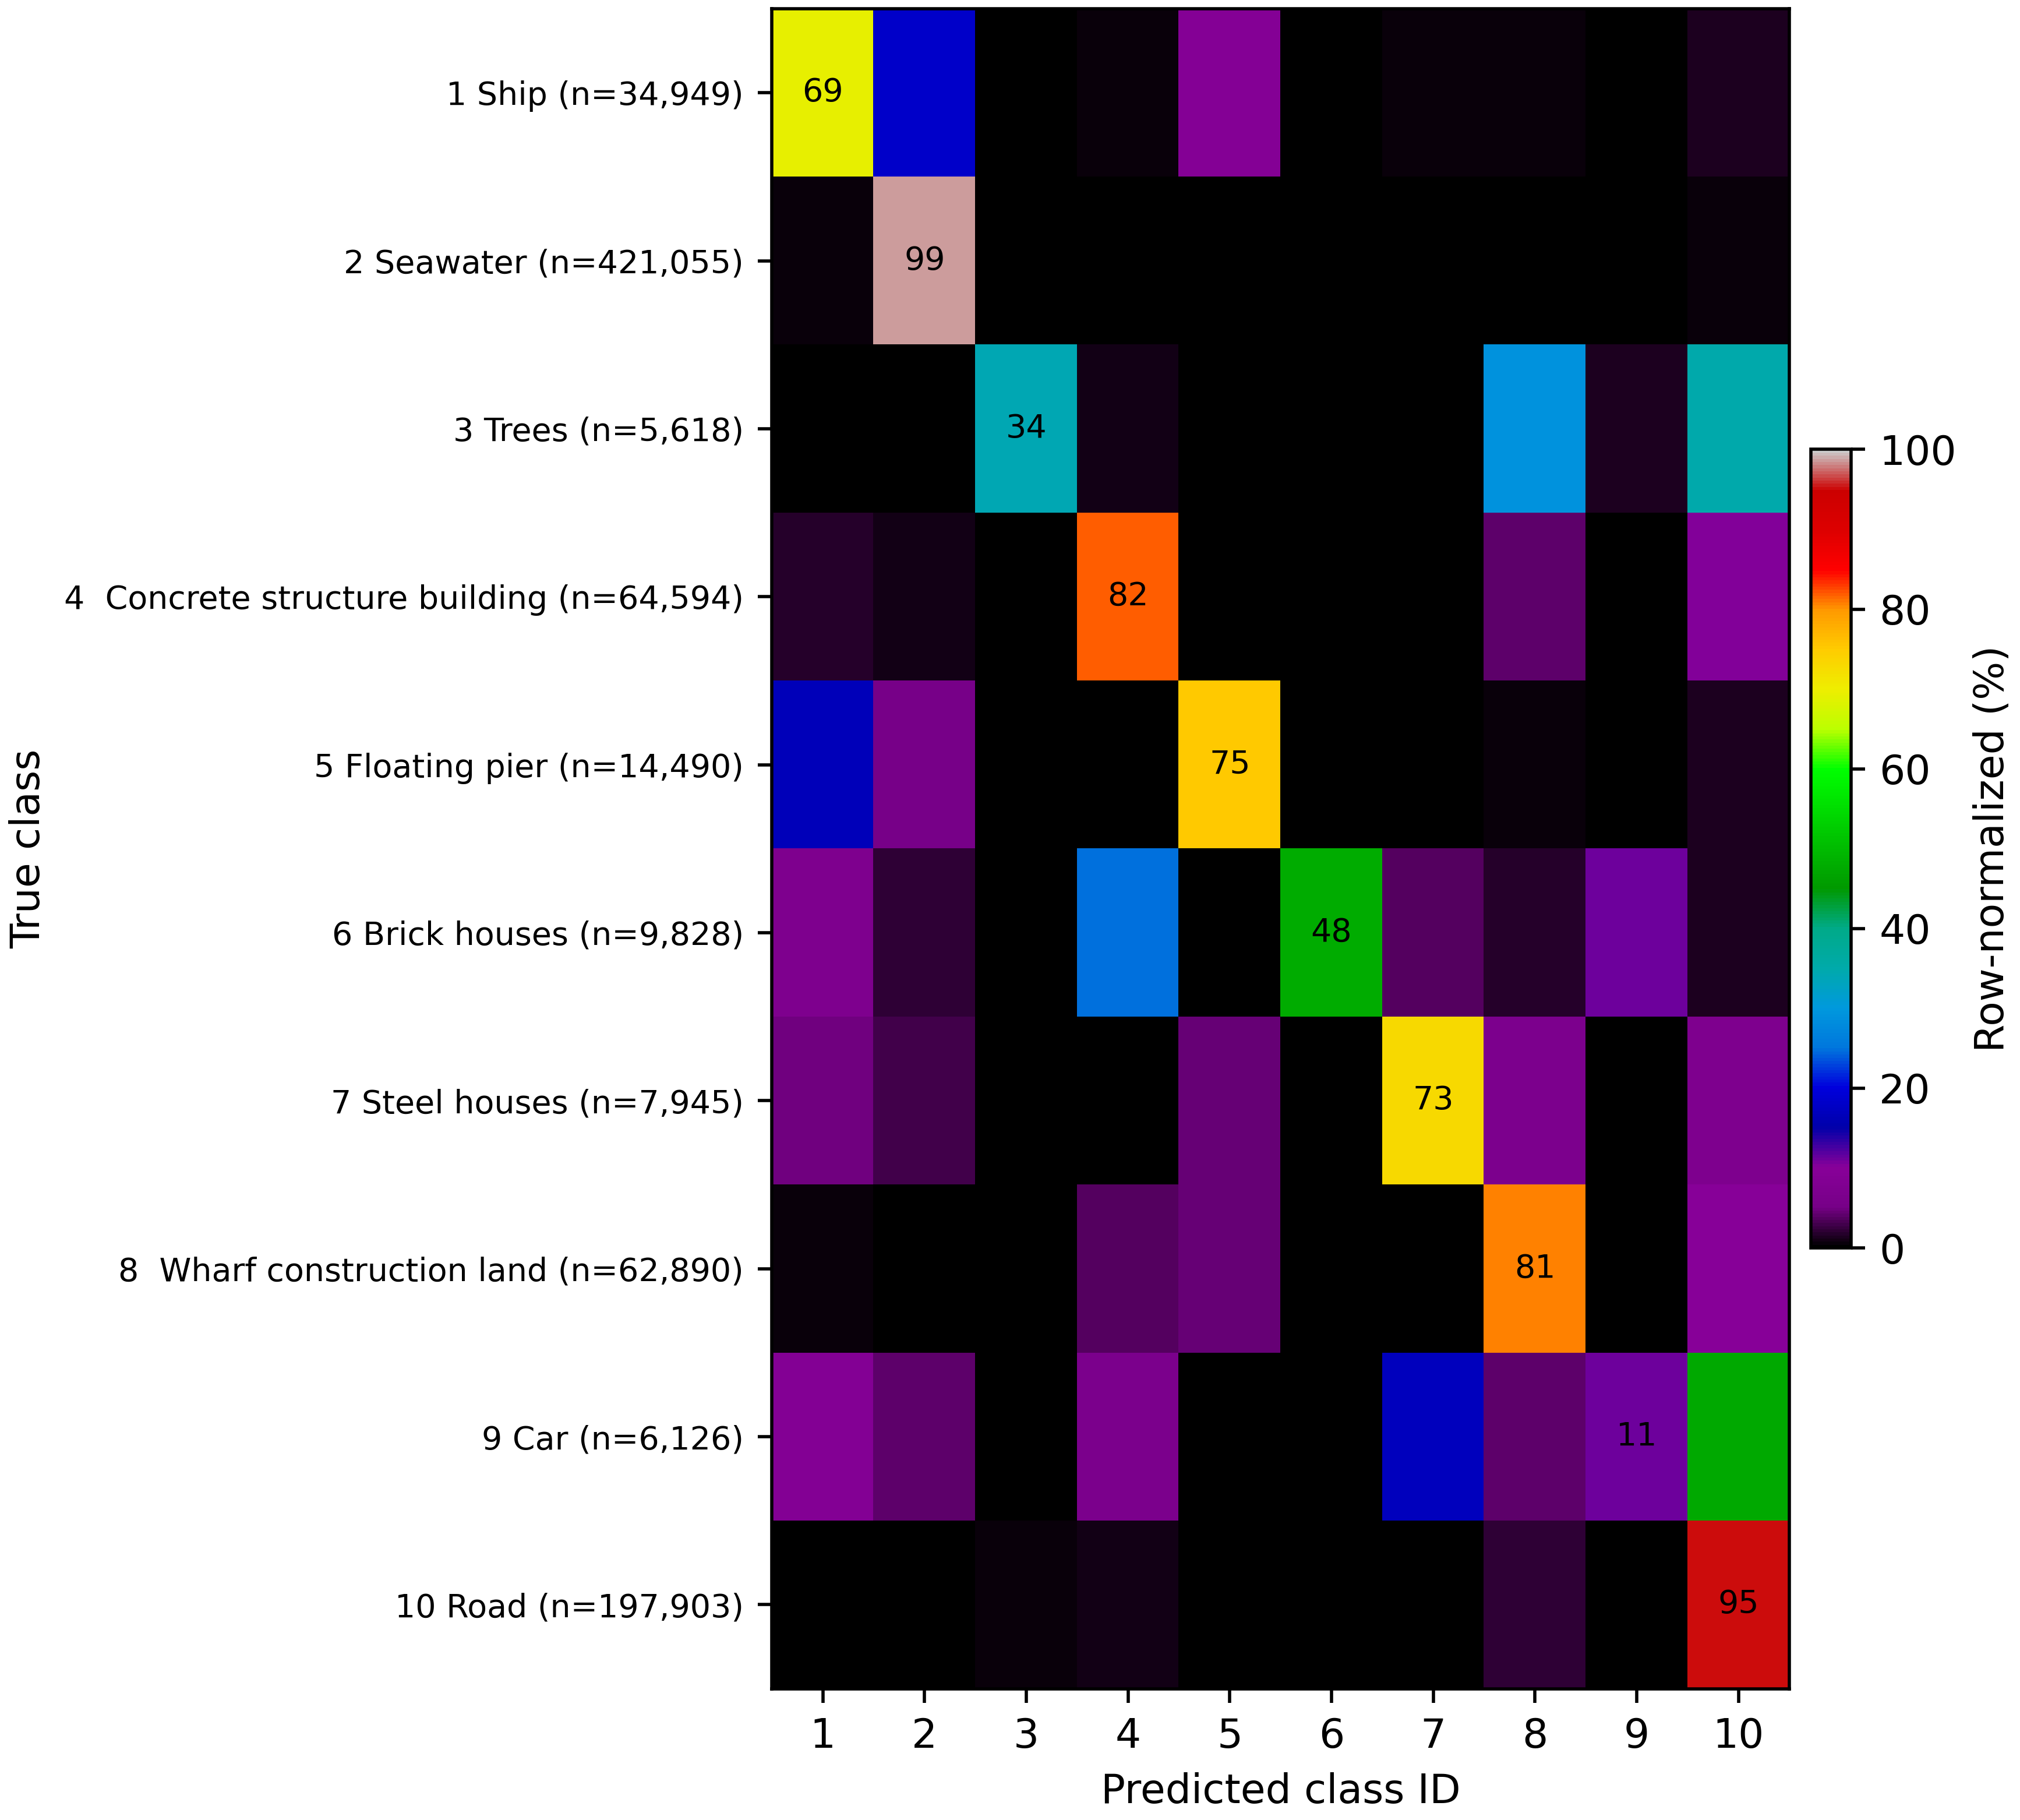 True class
1 Ship (n=34,949)
2 Seawater (n=421,055)
3 Trees (n=5,618)
4  Concrete structure building (n=64,594)
5 Floating pier (n=14,490)
6 Brick houses (n=9,828)
7 Steel houses (n=7,945)
8  Wharf construction land (n=62,890)
9 Car (n=6,126)
10 Road (n=197,903)
69
99
34
82
75
48
73
81
11
95
1 2 3 4 5 6 7 8 9 10
Predicted class ID
100
80
60
40
20
0
Row-normalized (%)